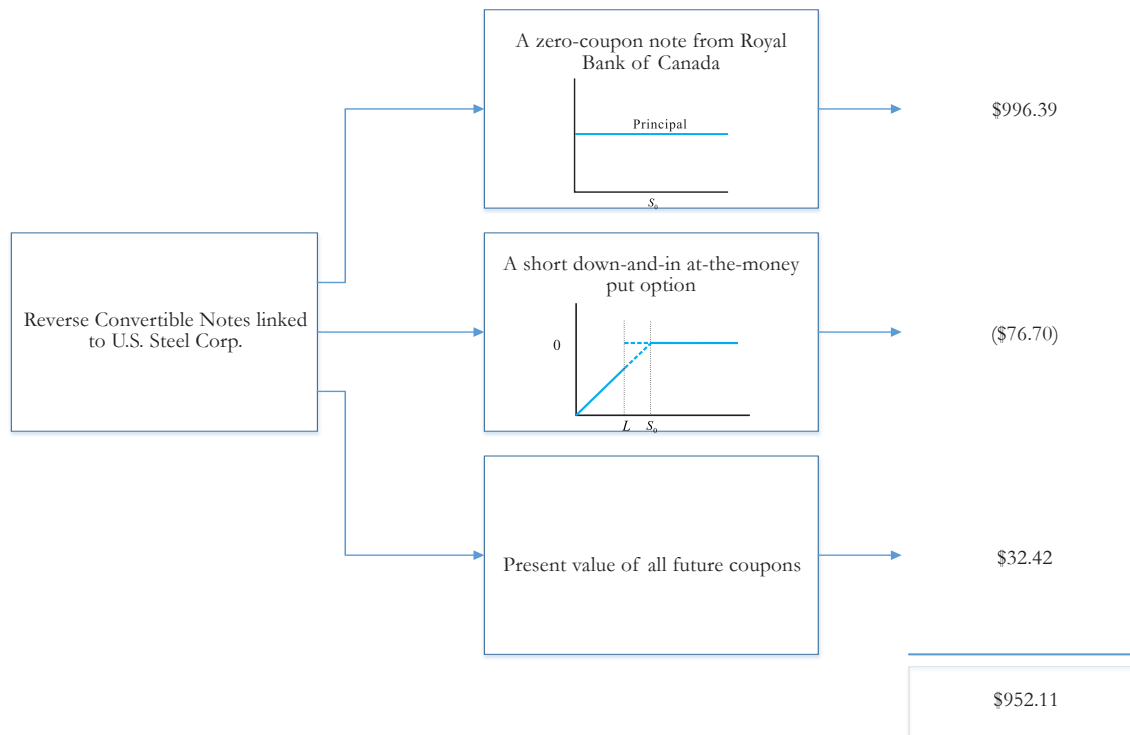 A zero-coupon note from Royal
Bank of Canada
Principal
S₀
$996.39
Reverse Convertible Notes linked
to U.S. Steel Corp.
A short down-and-in at-the-money
put option
0
L S₀
($76.70)
Present value of all future coupons
$32.42
$952.11